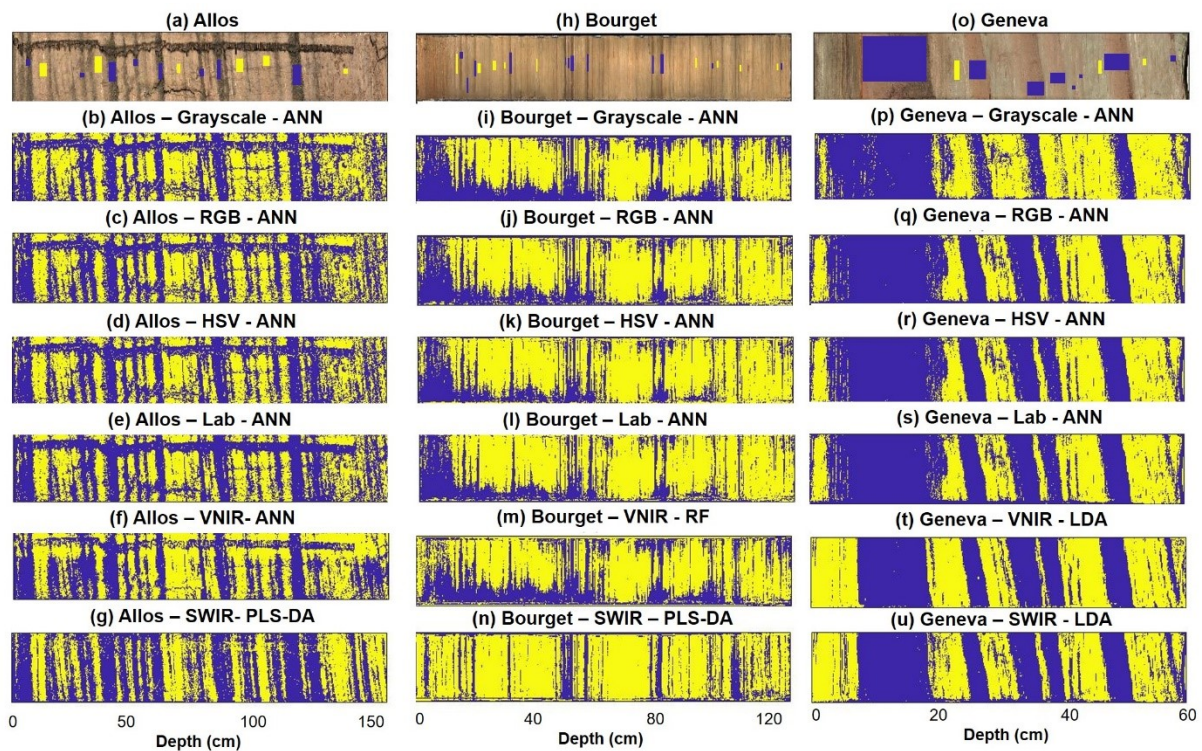 (a) Allos
(h) Bourget
(o) Geneva
(b) Allos – Grayscale - ANN
(i) Bourget – Grayscale - ANN
(p) Geneva – Grayscale - ANN
(c) Allos – RGB - ANN
(j) Bourget – RGB - ANN
(q) Geneva – RGB - ANN
(d) Allos – HSV - ANN
(k) Bourget – HSV - ANN
(r) Geneva – HSV - ANN
(e) Allos – Lab - ANN
(l) Bourget – Lab - ANN
(s) Geneva – Lab - ANN
(f) Allos – VNIR- ANN
(m) Bourget – VNIR - RF
(t) Geneva – VNIR - LDA
(g) Allos – SWIR- PLS-DA
(n) Bourget – SWIR – PLS-DA
(u) Geneva – SWIR - LDA
0 50 100 150
0 40 80 120
0 20 40 60
Depth (cm)
Depth (cm)
Depth (cm)